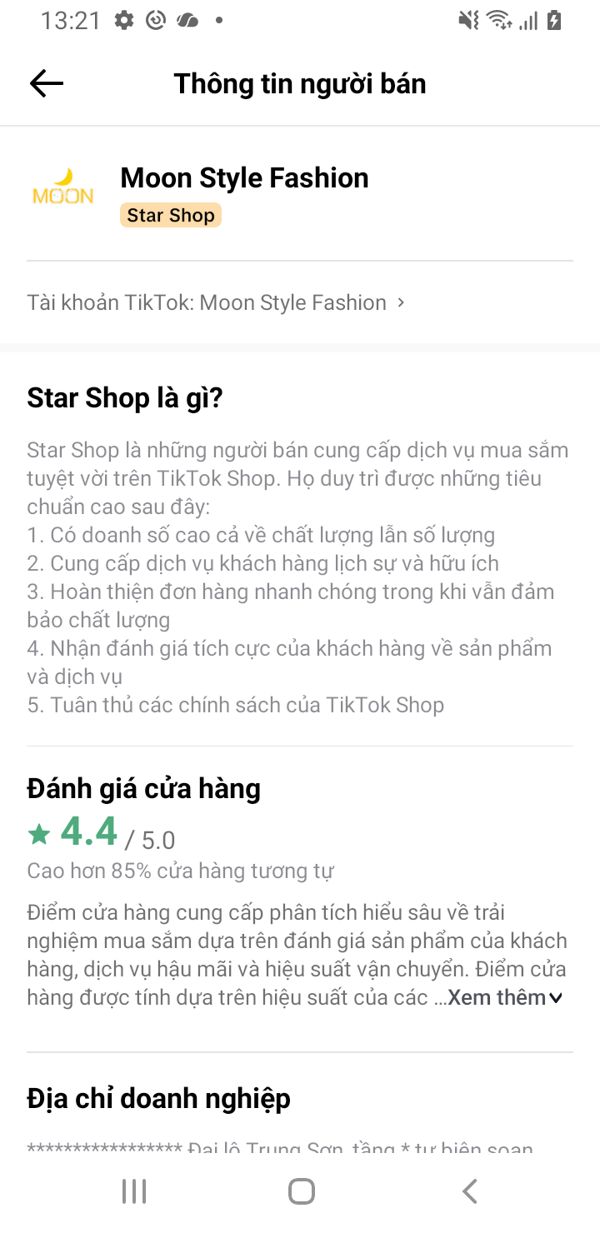 13:21
Thông tin người bán
MOON
Moon Style Fashion
Star Shop
Tài khoản TikTok: Moon Style Fashion
Star Shop là gì?
Star Shop là những người bán cung cấp dịch vụ mua sắm
tuyệt vời trên TikTok Shop. Họ duy trì được những tiêu
chuẩn cao sau đây:
1. Có doanh số cao cả về chất lượng lẫn số lượng
2. Cung cấp dịch vụ khách hàng lịch sự và hữu ích
3. Hoàn thiện đơn hàng nhanh chóng trong khi vẫn đảm
bảo chất lượng
4. Nhận đánh giá tích cực của khách hàng về sản phẩm
và dịch vụ
5. Tuân thủ các chính sách của TikTok Shop
Đánh giá cửa hàng
4.4 / 5.0
Cao hơn 85% cửa hàng tương tự
Điểm cửa hàng cung cấp phân tích hiểu sâu về trải
nghiệm mua sắm dựa trên đánh giá sản phẩm của khách
hàng, dịch vụ hậu mãi và hiệu suất vận chuyển. Điểm cửa
hàng được tính dựa trên hiệu suất của các ...Xem thêm
Địa chỉ doanh nghiệp
***************** Đại lộ Trung Sơn, tầng * tự biên soạn